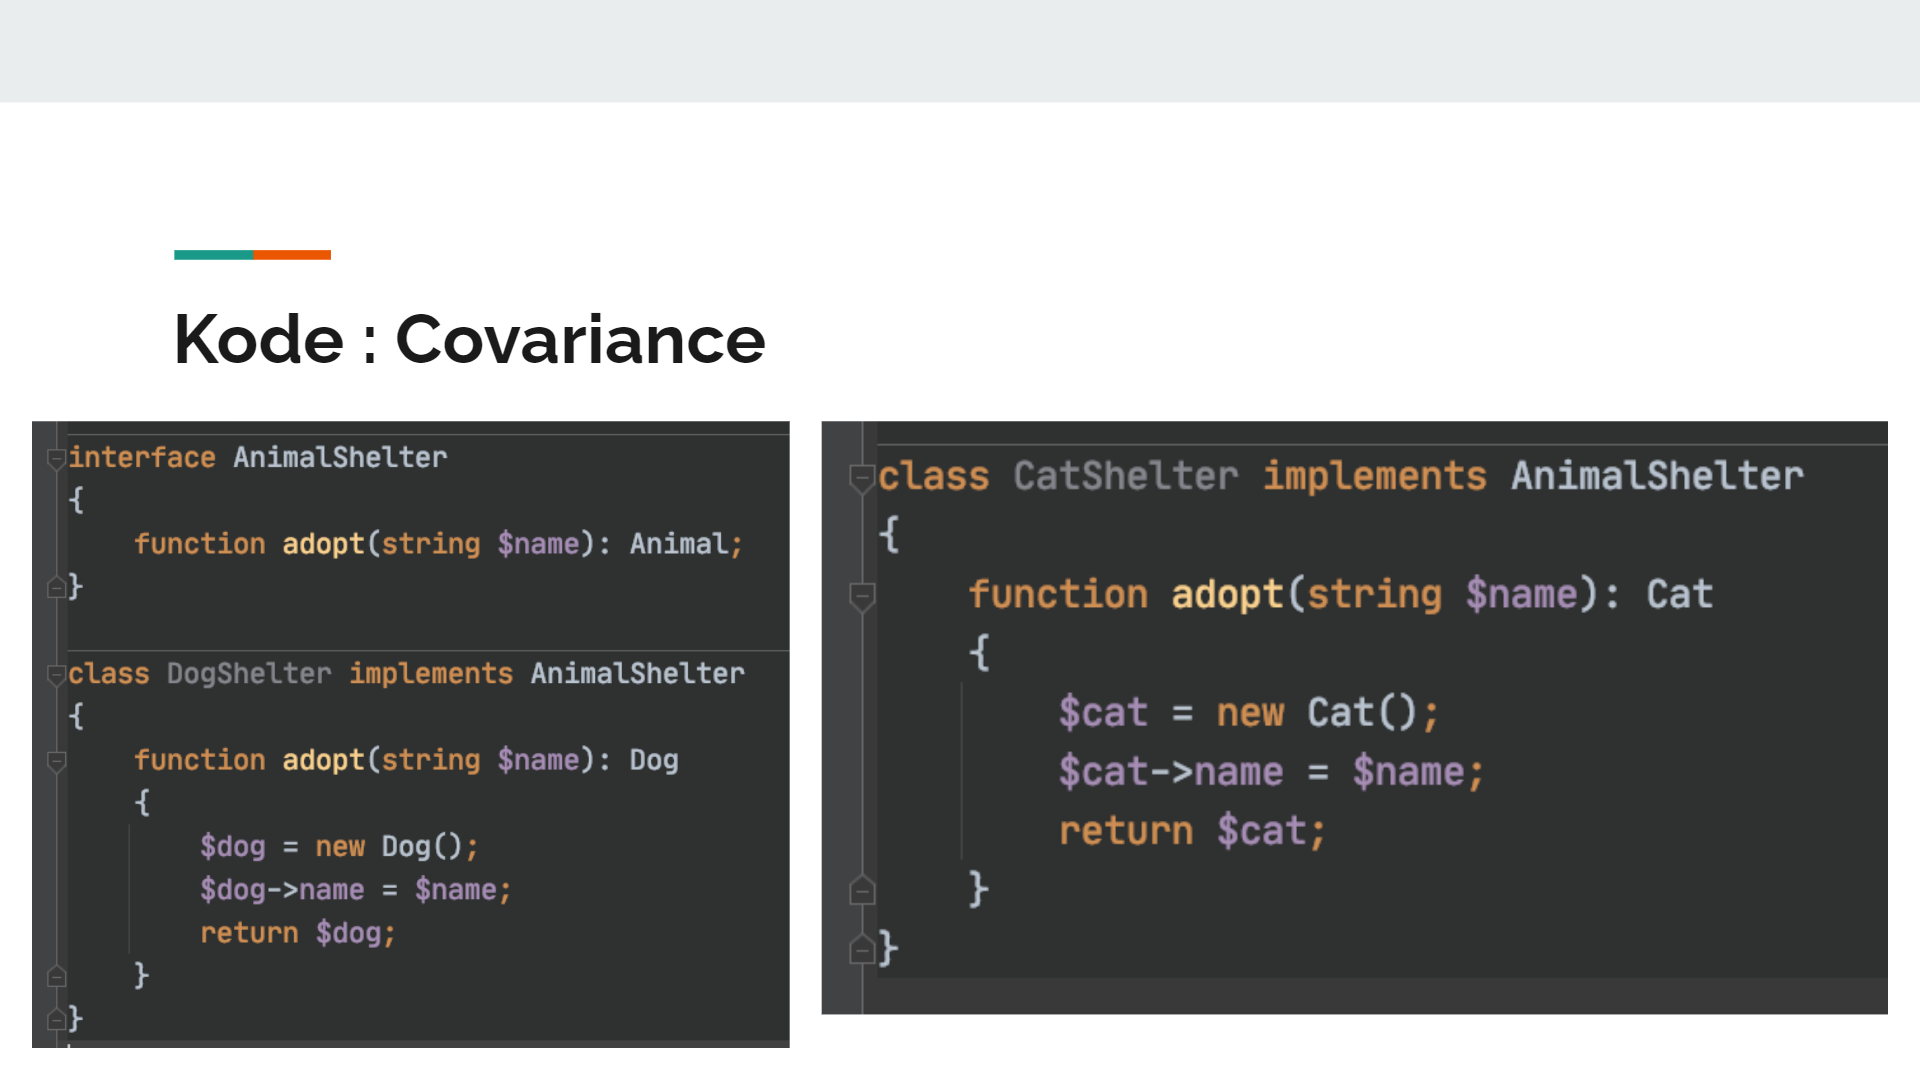 Kode : Covariance
interface AnimalShelter
{
    function adopt(string $name): Animal;
}
class DogShelter implements AnimalShelter
{
    function adopt(string $name): Dog
    {
        $dog = new Dog();
        $dog->name = $name;
        return $dog;
    }
}
class CatShelter implements AnimalShelter
{
    function adopt(string $name): Cat
    {
        $cat = new Cat();
        $cat->name = $name;
        return $cat;
    }
}